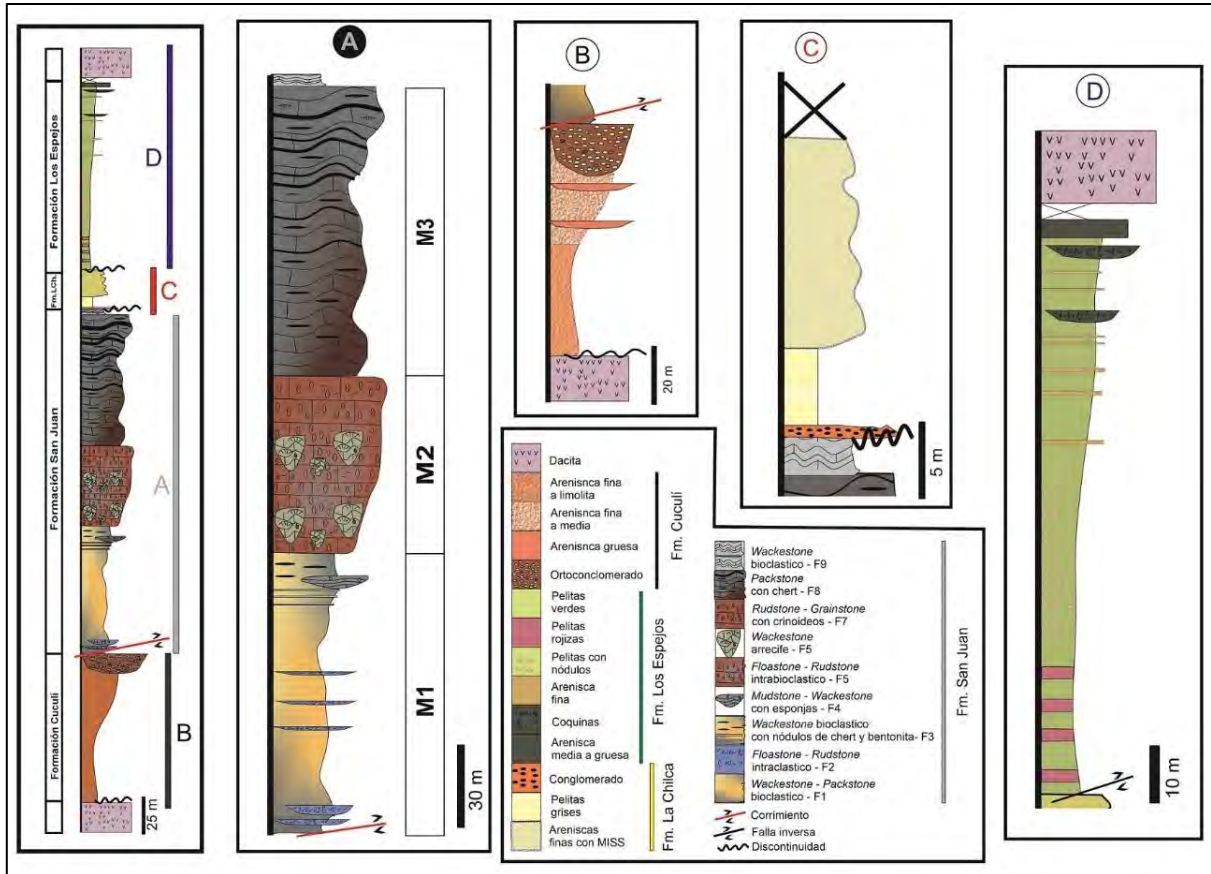 Formación Los Espejos
Fm.LCh.
Formación San Juan
Formación Cuculí
D
C
A
B
25 m
A
M3
M2
M1
30 m
B
20 m
C
5 m
D
10 m
Dacita
Arenisca fina
a limolita
Arenisca fina
a media
Arenisca gruesa
Ortoconclomerado
Fm. Cuculí
Pelitas
verdes
Pelitas
rojizas
Pelitas con
nódulos
Arenisca
fina
Coquinas
Arenisca
media a gruesa
Fm. Los Espejos
Conglomerado
Pelitas
grises
Areniscas
finas con MISS
Fm. La Chilca
Wackestone
bioclastico - F9
Packstone
con chert - F8
Rudstone - Grainstone
con crinoideos - F7
Wackestone
arrecife - F5
Floastone - Rudstone
intrabioclastico - F5
Mudstone - Wackestone
con esponjas - F4
Wackestone bioclastico
con nódulos de chert y bentonita- F3
Floastone - Rudstone
intraclastico - F2
Wackestone - Packstone
bioclastico - F1
Fm. San Juan
Corrimiento
Falla inversa
Discontinuidad